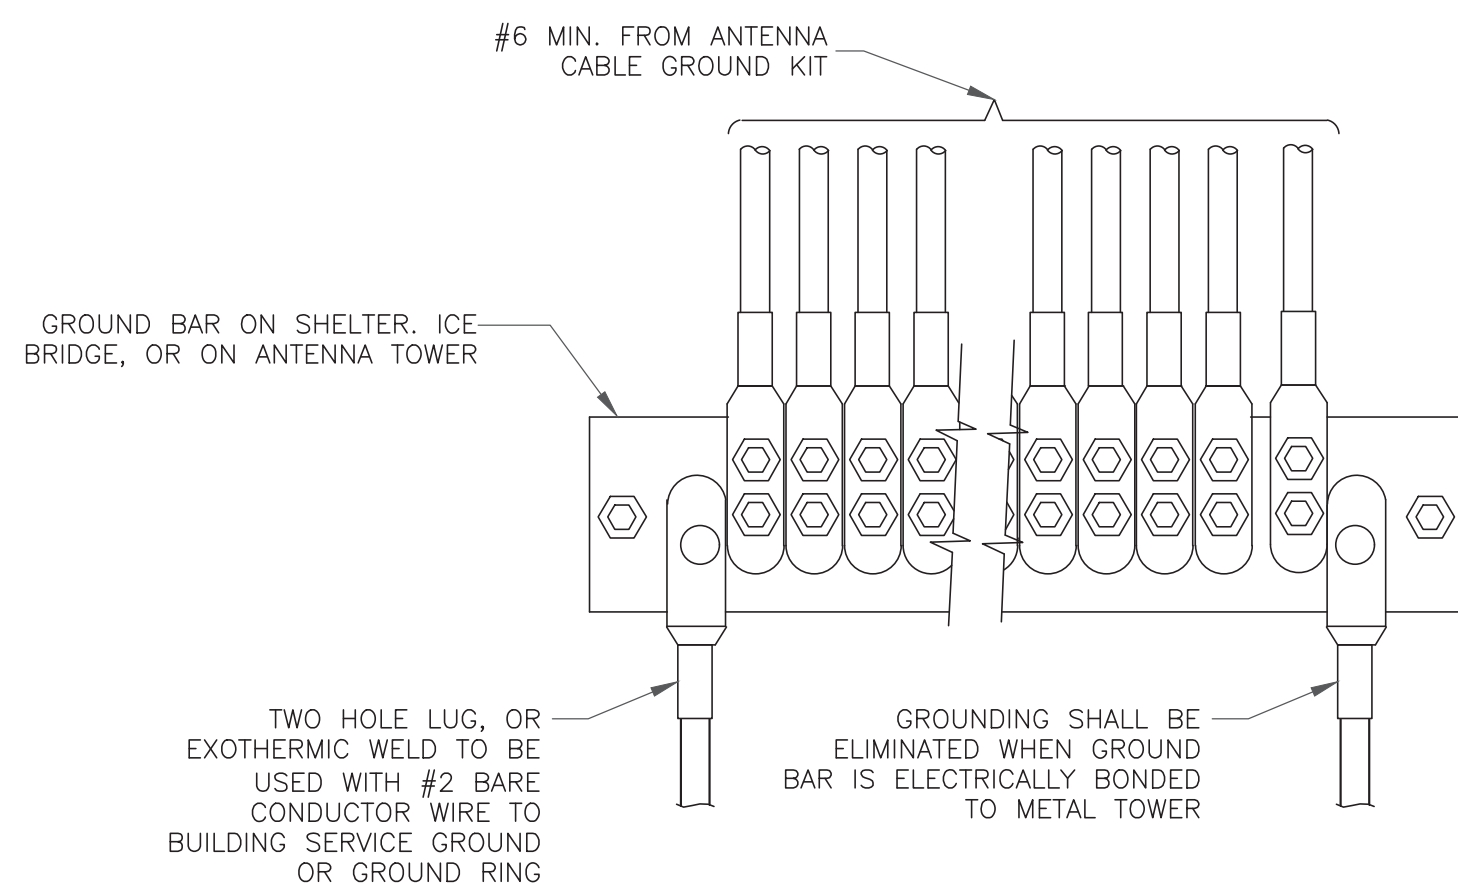 #6 MIN. FROM ANTENNA
CABLE GROUND KIT
GROUND BAR ON SHELTER. ICE
BRIDGE, OR ON ANTENNA TOWER
TWO HOLE LUG, OR
EXOTHERMIC WELD TO BE
USED WITH #2 BARE
CONDUCTOR WIRE TO
BUILDING SERVICE GROUND
OR GROUND RING
GROUNDING SHALL BE
ELIMINATED WHEN GROUND
BAR IS ELECTRICALLY BONDED
TO METAL TOWER